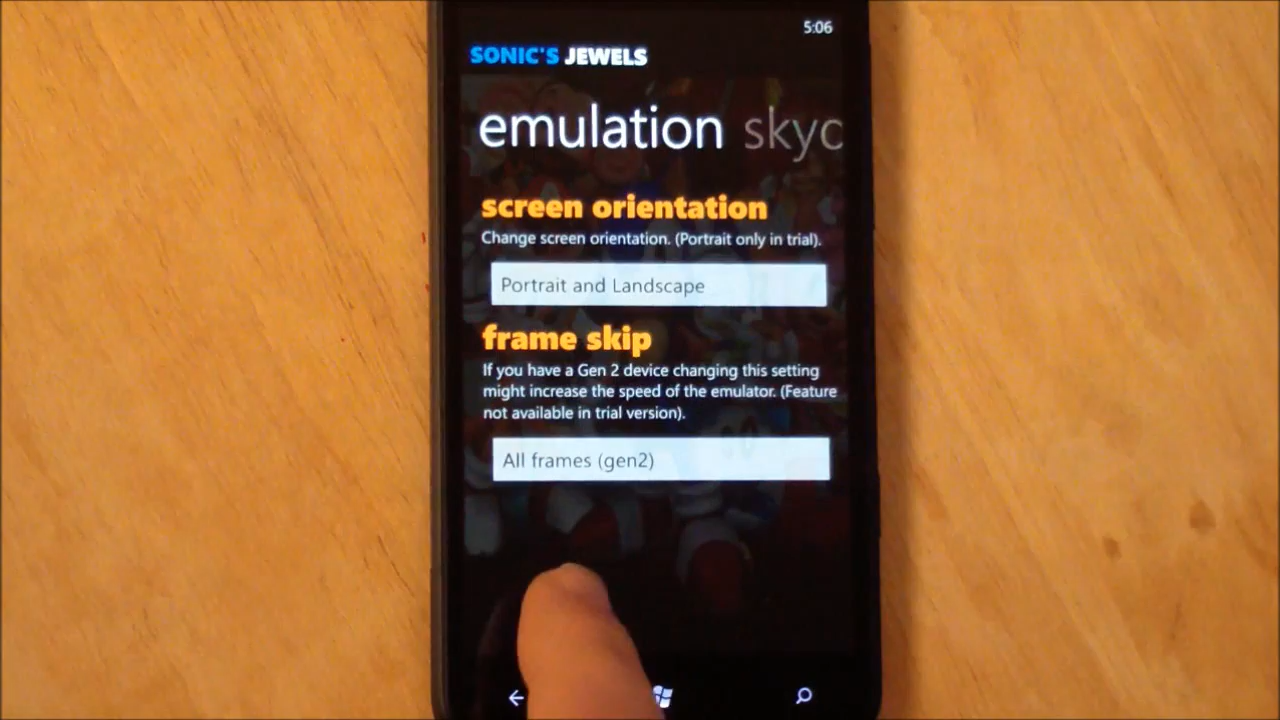 5:06
SONIC'S JEWELS
emulation skyd
screen orientation
Change screen orientation. (Portrait only in trial).
Portrait and Landscape
frame skip
If you have a Gen 2 device changing this setting
might increase the speed of the emulator. (Feature
not available in trial version).
All frames (gen2)